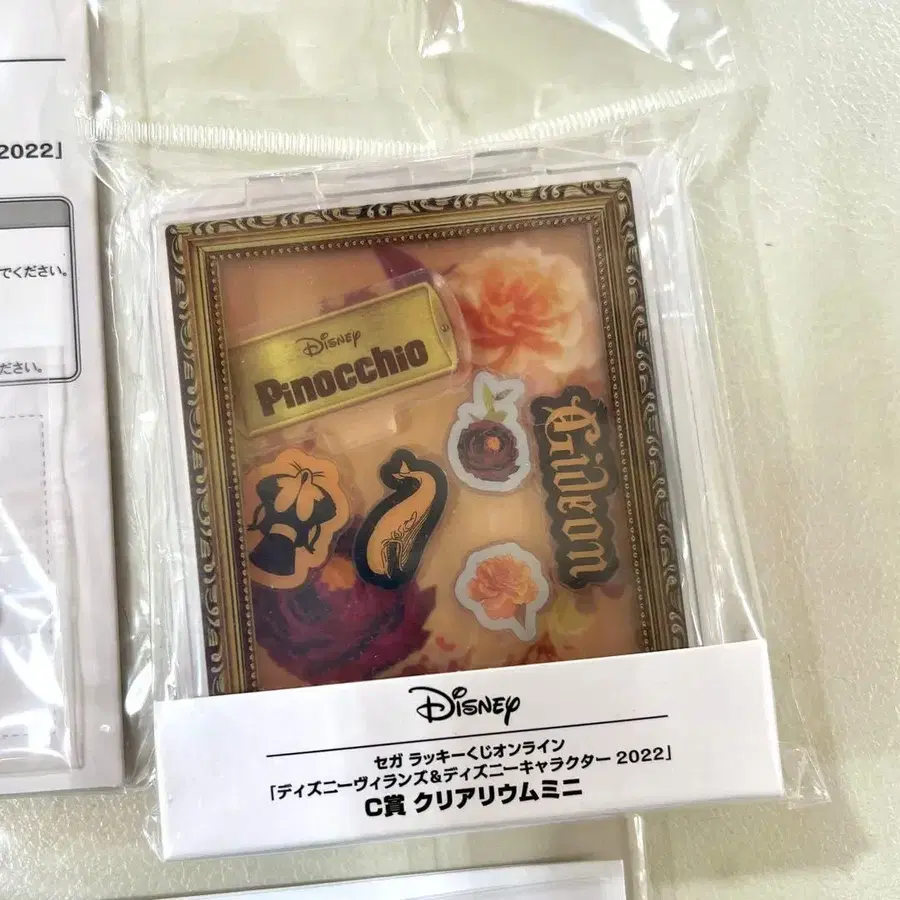 2022」
でください。
ださい。
Disney
Pinocchio
Gideon
Disney
セガ ラッキーくじオンライン
「ディズニーヴィランズ&ディズニーキャラクター 2022」
C賞 クリアリウムミニ